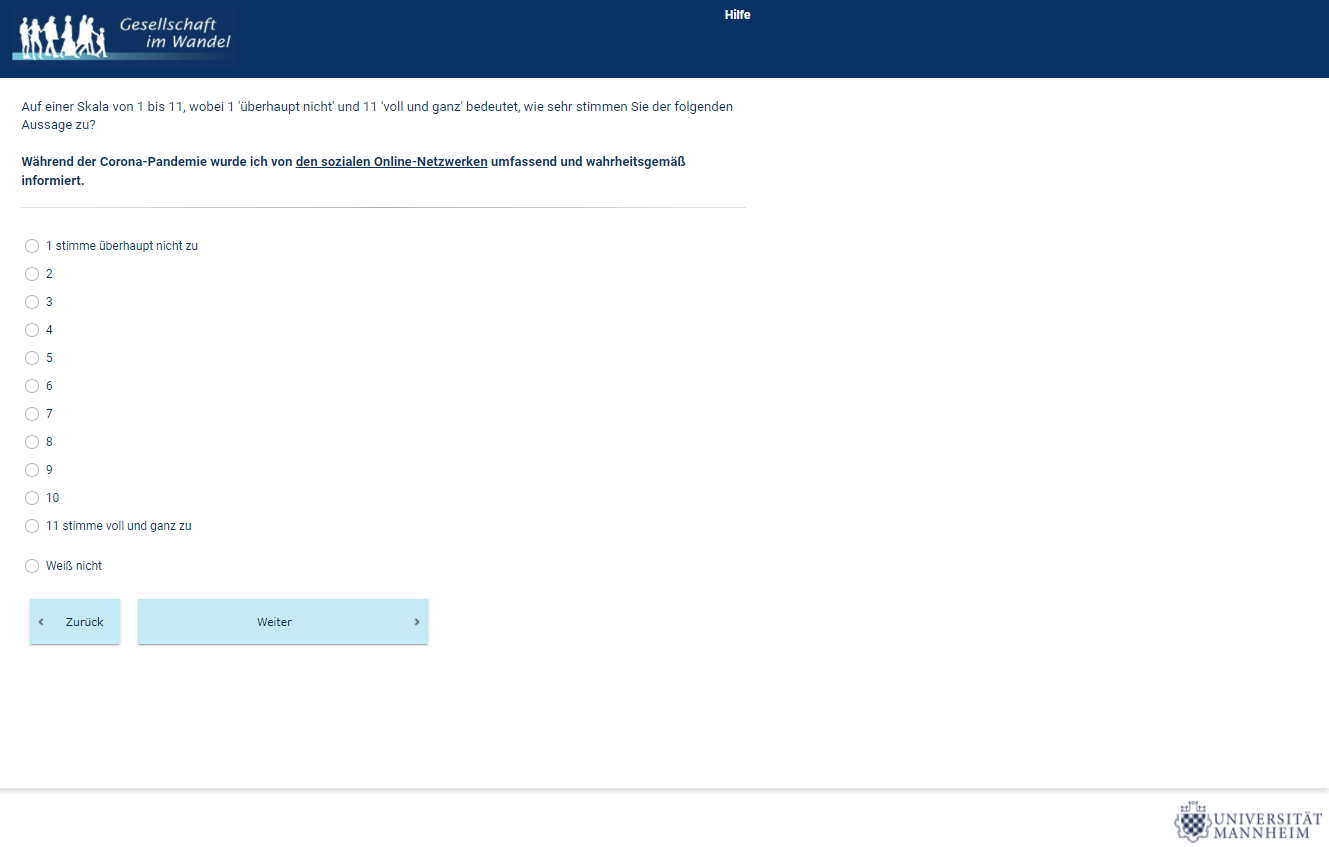 Gesellschaft
im Wandel
Hilfe
Auf einer Skala von 1 bis 11, wobei 1 'überhaupt nicht' und 11 'voll und ganz' bedeutet, wie sehr stimmen Sie der folgenden
Aussage zu?
Während der Corona-Pandemie wurde ich von den sozialen Online-Netzwerken umfassend und wahrheitsgemäß
informiert.
1 stimme überhaupt nicht zu
2
3
4
5
6
7
8
9
10
11 stimme voll und ganz zu
Weiß nicht
‹ Zurück
Weiter ›
UNIVERSITÄT
MANNHEIM